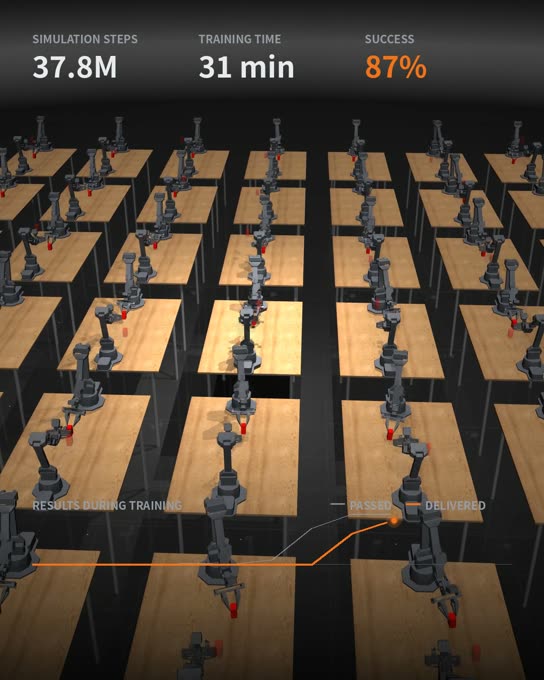 SIMULATION STEPS TRAINING TIME SUCCESS
37.8M 31 min 87%
RESULTS DURING TRAINING PASSED DELIVERED